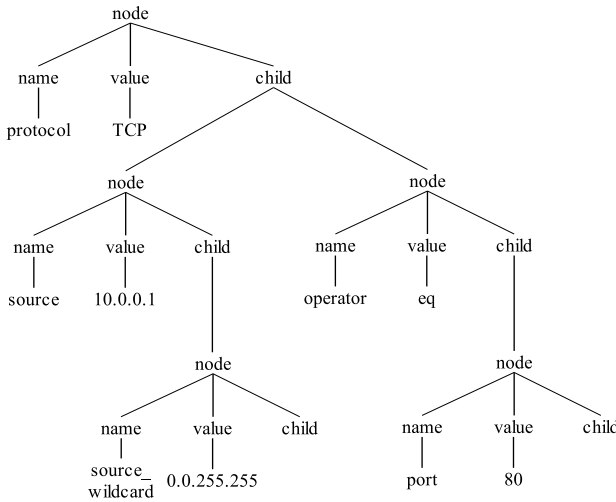 node
name value child
protocol TCP
node node
name value child name value child
source 10.0.0.1 operator eq
node node
name value child name value child
source_
wildcard 0.0.255.255 port 80